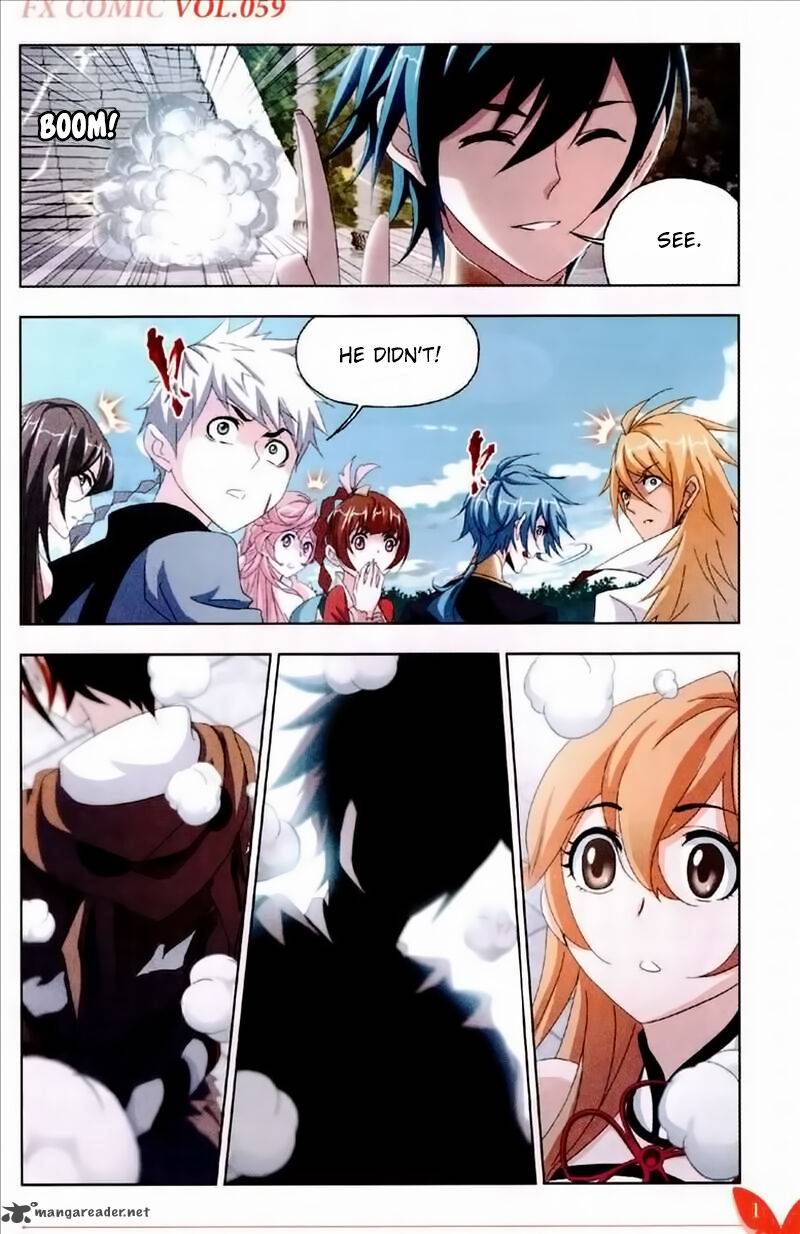 FX COMIC VOL.059
BOOM!
SEE.
HE DIDN'T!
!!
!!
mangareader.net
1